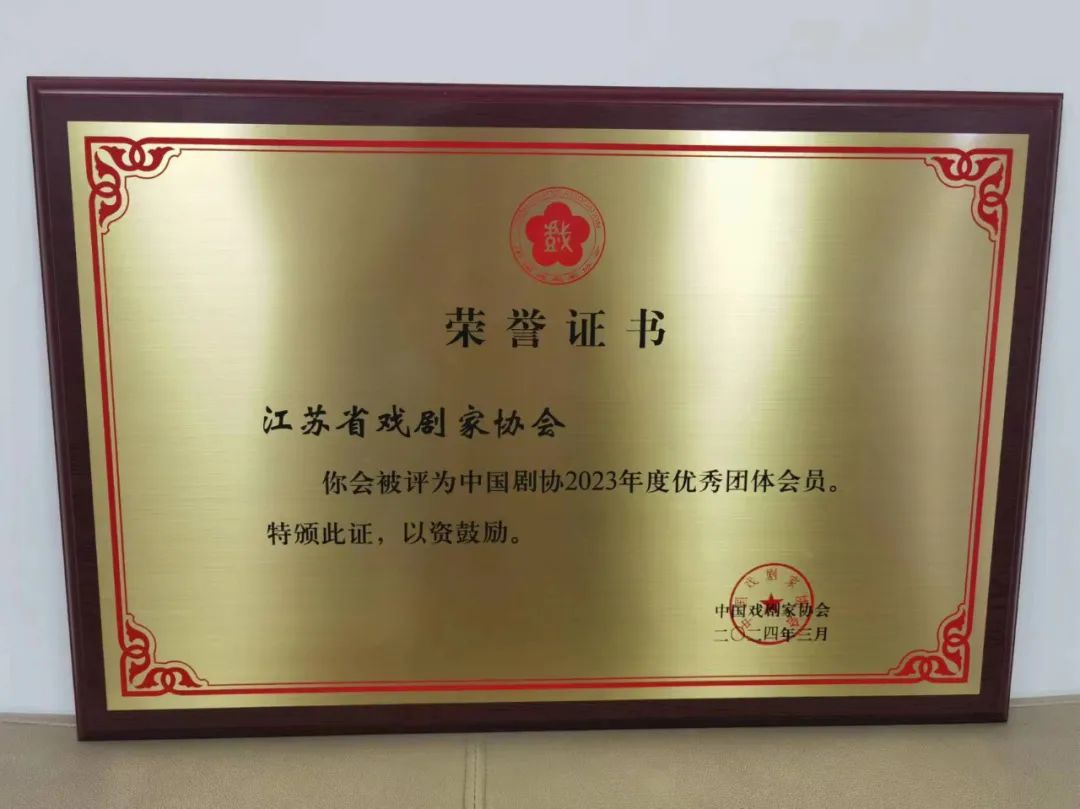 戲
荣誉证书
江苏省戏剧家协会
你会被评为中国剧协2023年度优秀团体会员。
特颁此证，以资鼓励。
中国戏剧家协会
二〇二四年三月